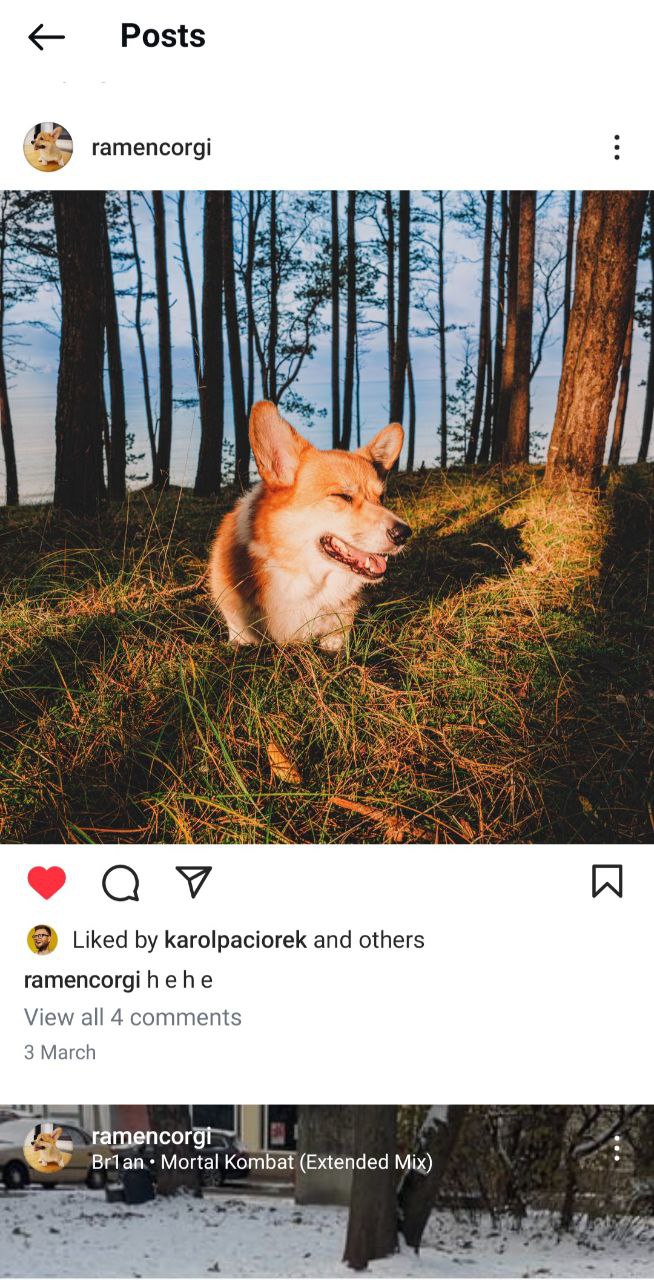 Posts
ramencorgi
Liked by karolpaciorek and others
ramencorgi h e h e
View all 4 comments
3 March
ramencorgi
Br1an • Mortal Kombat (Extended Mix)